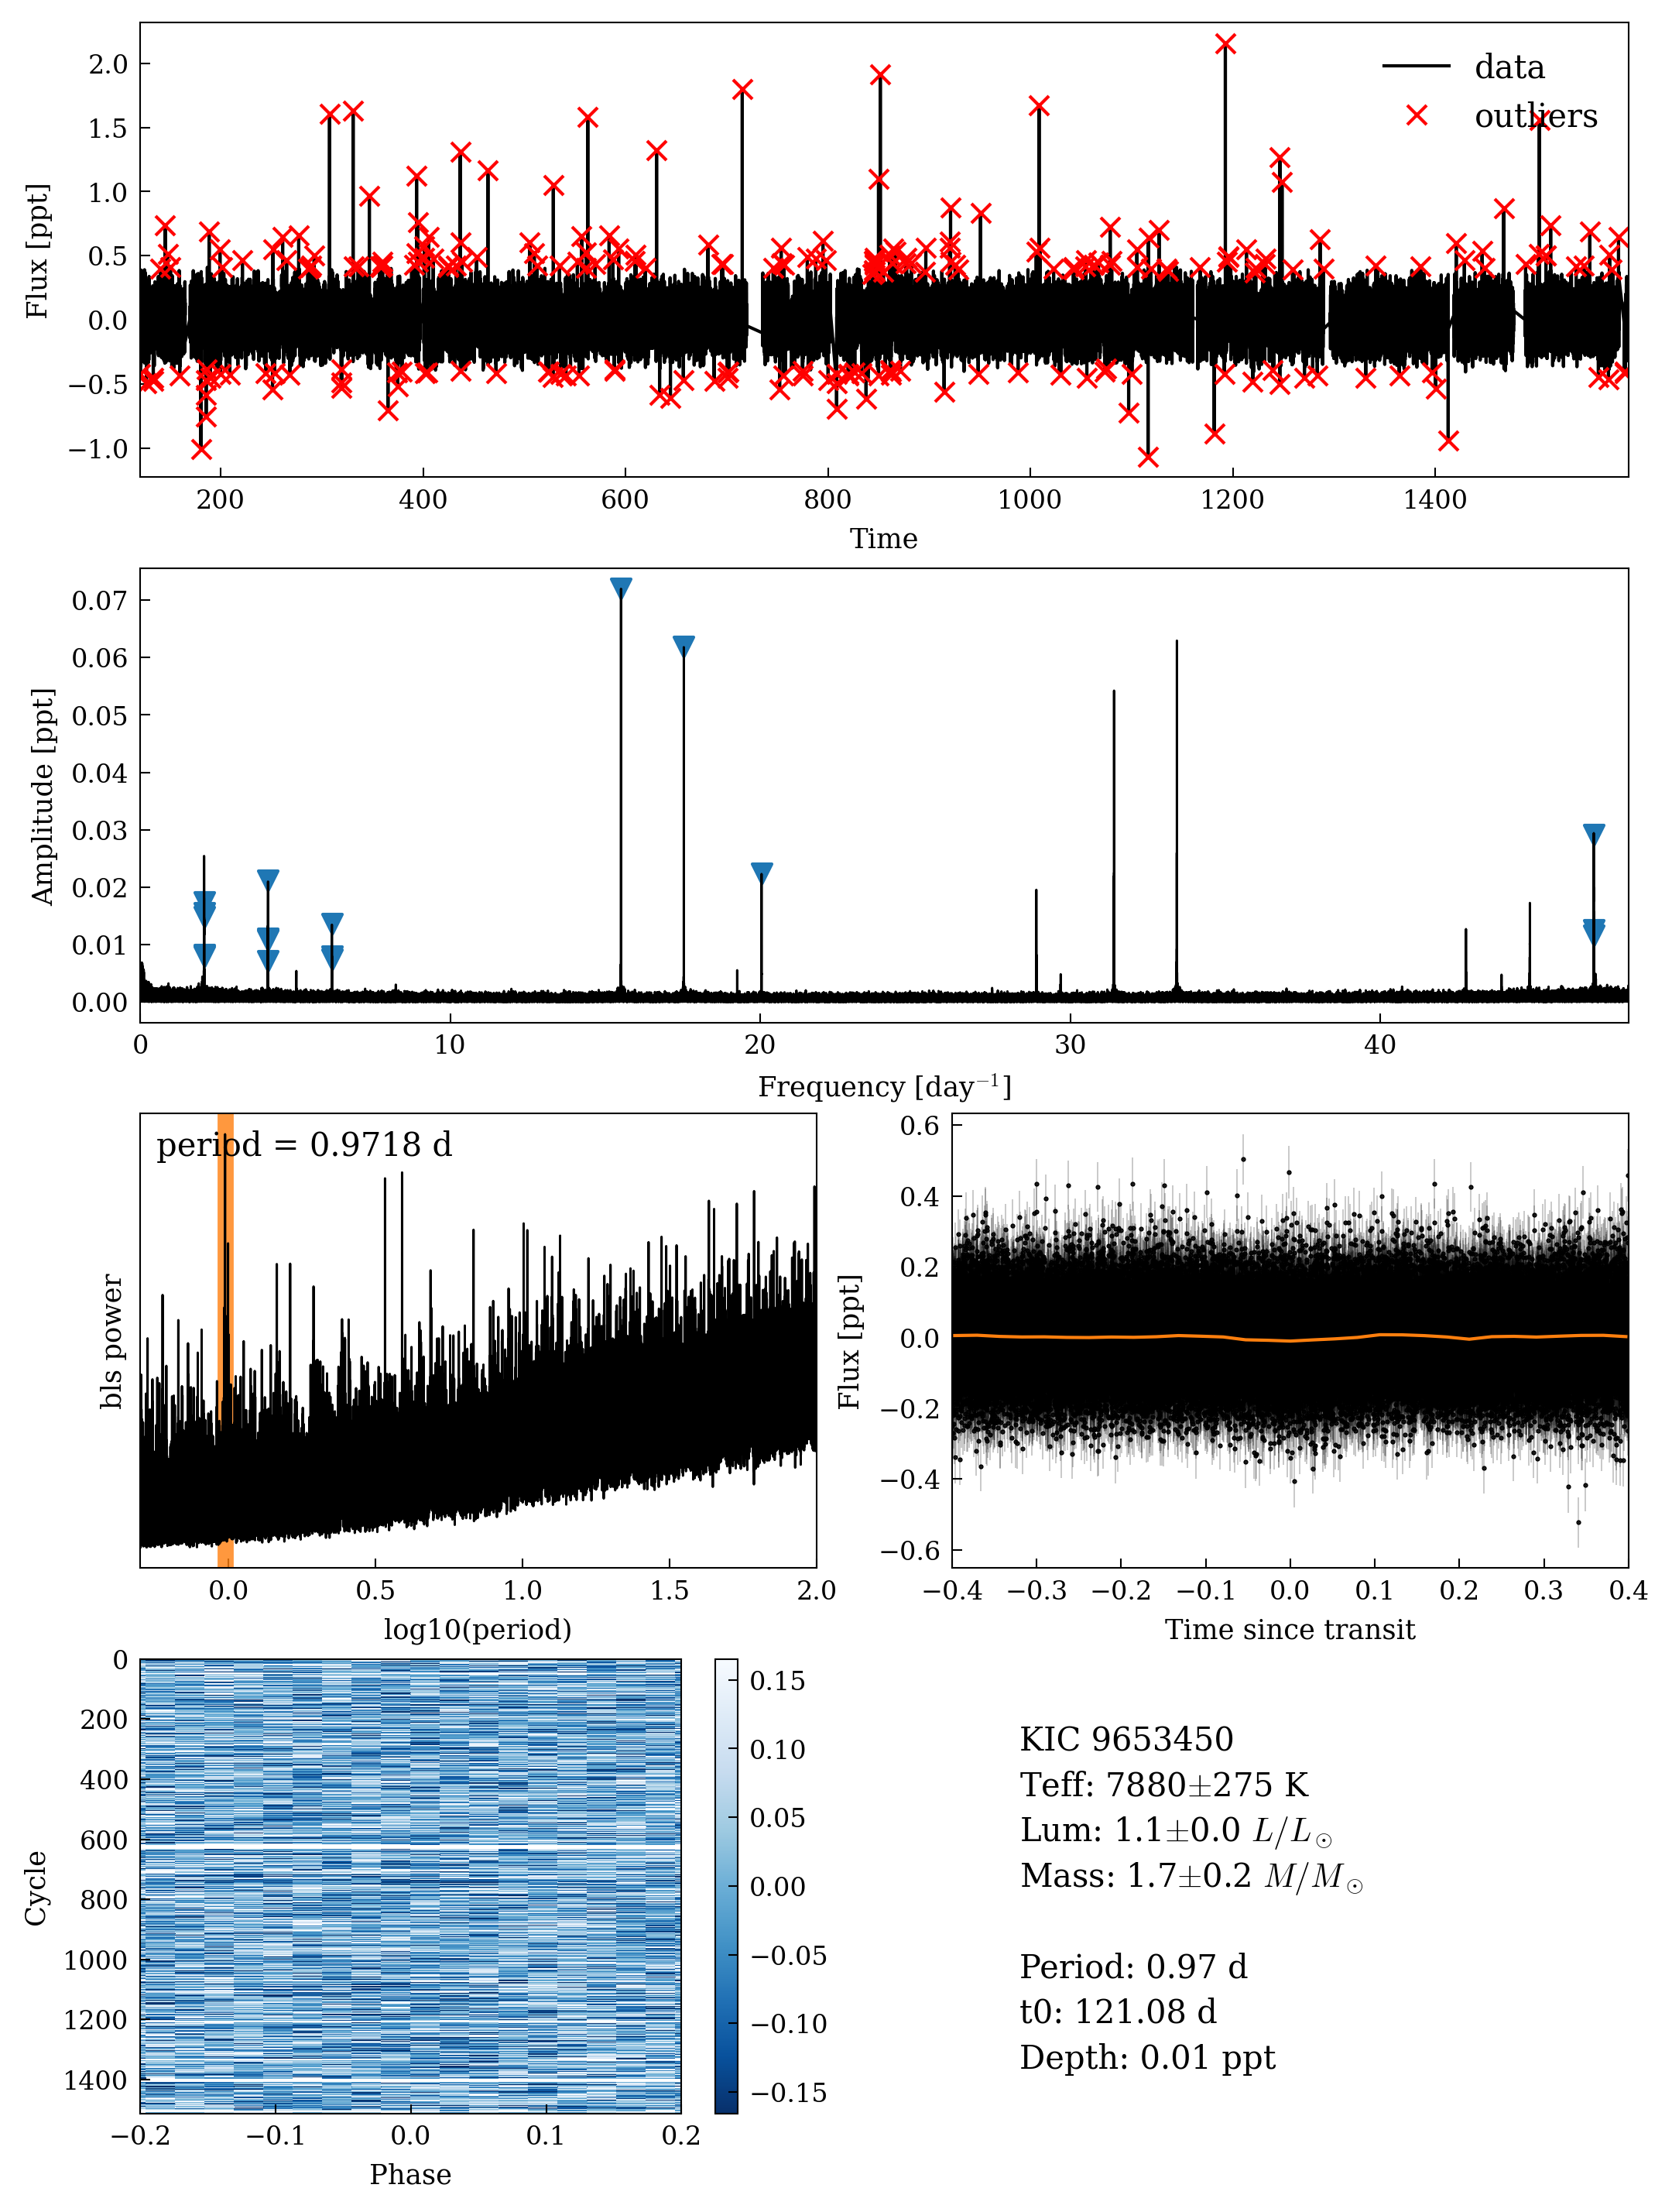 2.0
1.5
1.0
0.5
0.0
−0.5
−1.0
Flux [ppt]
data
outliers
200 400 600 800 1000 1200 1400
Time
0.07
0.06
0.05
0.04
0.03
0.02
0.01
0.00
Amplitude [ppt]
0 10 20 30 40
Frequency [day⁻¹]
period = 0.9718 d
bls power
0.0 0.5 1.0 1.5 2.0
log10(period)
0.6
0.4
0.2
0.0
−0.2
−0.4
−0.6
Flux [ppt]
−0.4 −0.3 −0.2 −0.1 0.0 0.1 0.2 0.3 0.4
Time since transit
0
200
400
600
800
1000
1200
1400
Cycle
−0.2 −0.1 0.0 0.1 0.2
Phase
0.15
0.10
0.05
0.00
−0.05
−0.10
−0.15
KIC 9653450
Teff: 7880±275 K
Lum: 1.1±0.0 L/L⊙
Mass: 1.7±0.2 M/M⊙
Period: 0.97 d
t0: 121.08 d
Depth: 0.01 ppt